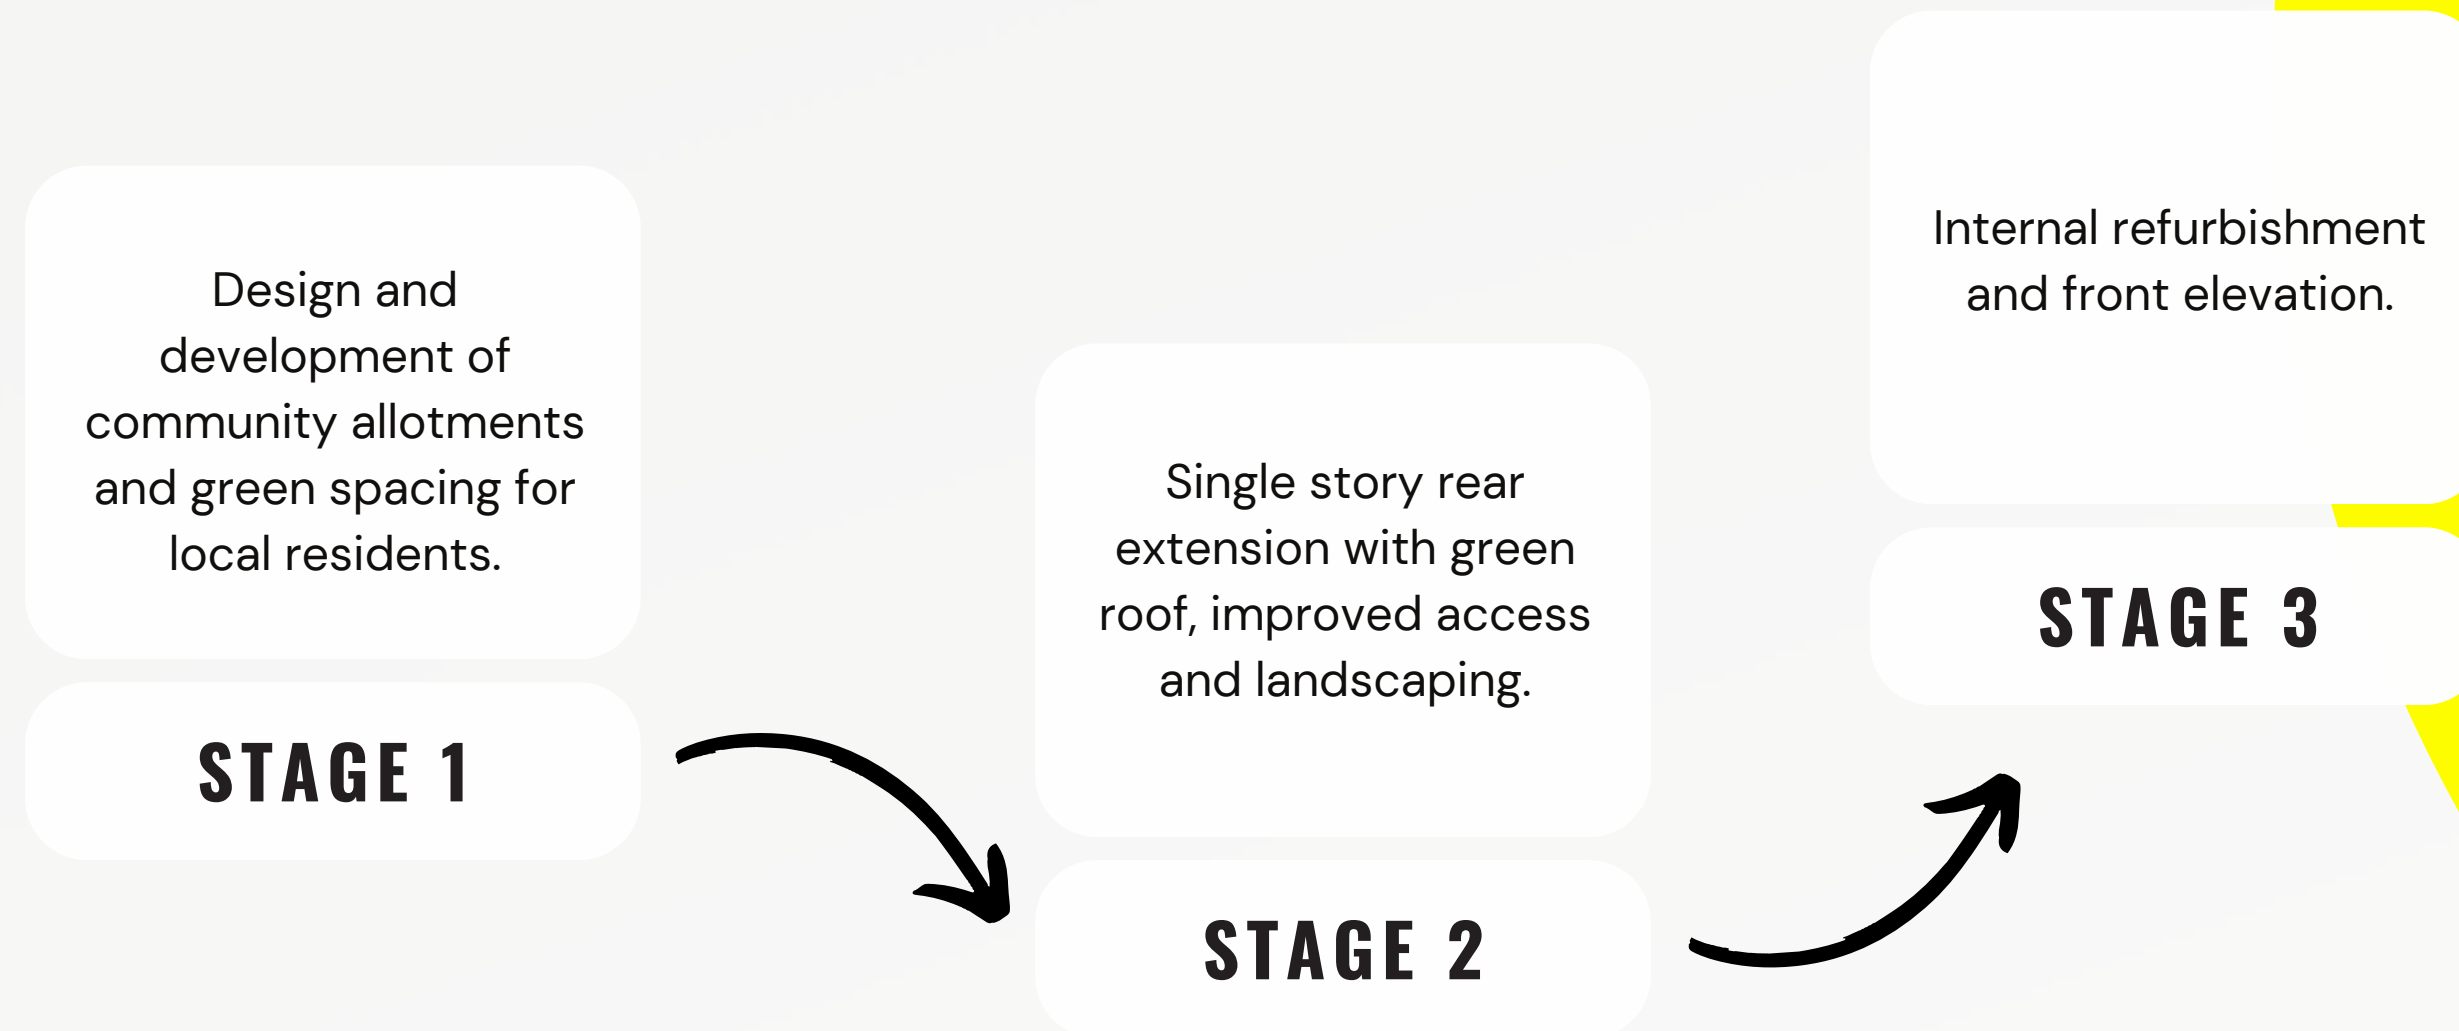 Design and
development of
community allotments
and green spacing for
local residents.
STAGE 1
Single story rear
extension with green
roof, improved access
and landscaping.
STAGE 2
Internal refurbishment
and front elevation.
STAGE 3